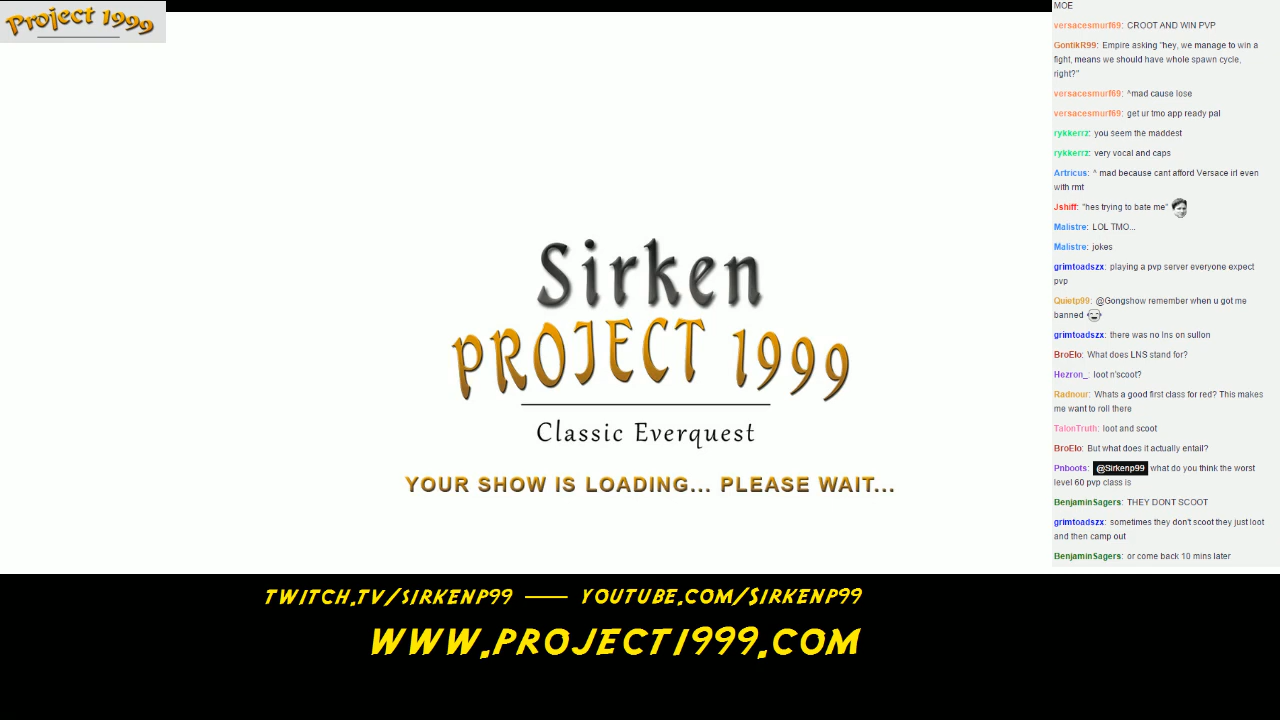 Project 1999
Sirken
PROJECT 1999
Classic Everquest
YOUR SHOW IS LOADING... PLEASE WAIT...
TWITCH.TV/SIRKENP99 —— YOUTUBE.COM/SIRKENP99
WWW.PROJECT1999.COM
MOE
versacesmurf69: CROOT AND WIN PVP
GontikR99: Empire asking "hey, we manage to win a
fight, means we should have whole spawn cycle,
right?"
versacesmurf69: ^mad cause lose
versacesmurf69: get ur tmo app ready pal
rykkerrz: you seem the maddest
rykkerrz: very vocal and caps
Artricus: ^ mad because cant afford Versace irl even
with rmt
Jshiff: "hes trying to bate me"
Malistre: LOL TMO...
Malistre: jokes
grimtoadszx: playing a pvp server everyone expect
pvp
Quietp99: @Gongshow remember when u got me
banned
grimtoadszx: there was no lns on sullon
BroElo: What does LNS stand for?
Hezron_: loot n'scoot?
Radnour: Whats a good first class for red? This makes
me want to roll there
TalonTruth: loot and scoot
BroElo: But what does it actually entail?
Pnboots: @Sirkenp99 what do you think the worst
level 60 pvp class is
BenjaminSagers: THEY DONT SCOOT
grimtoadszx: sometimes they don't scoot they just loot
and then camp out
BenjaminSagers: or come back 10 mins later